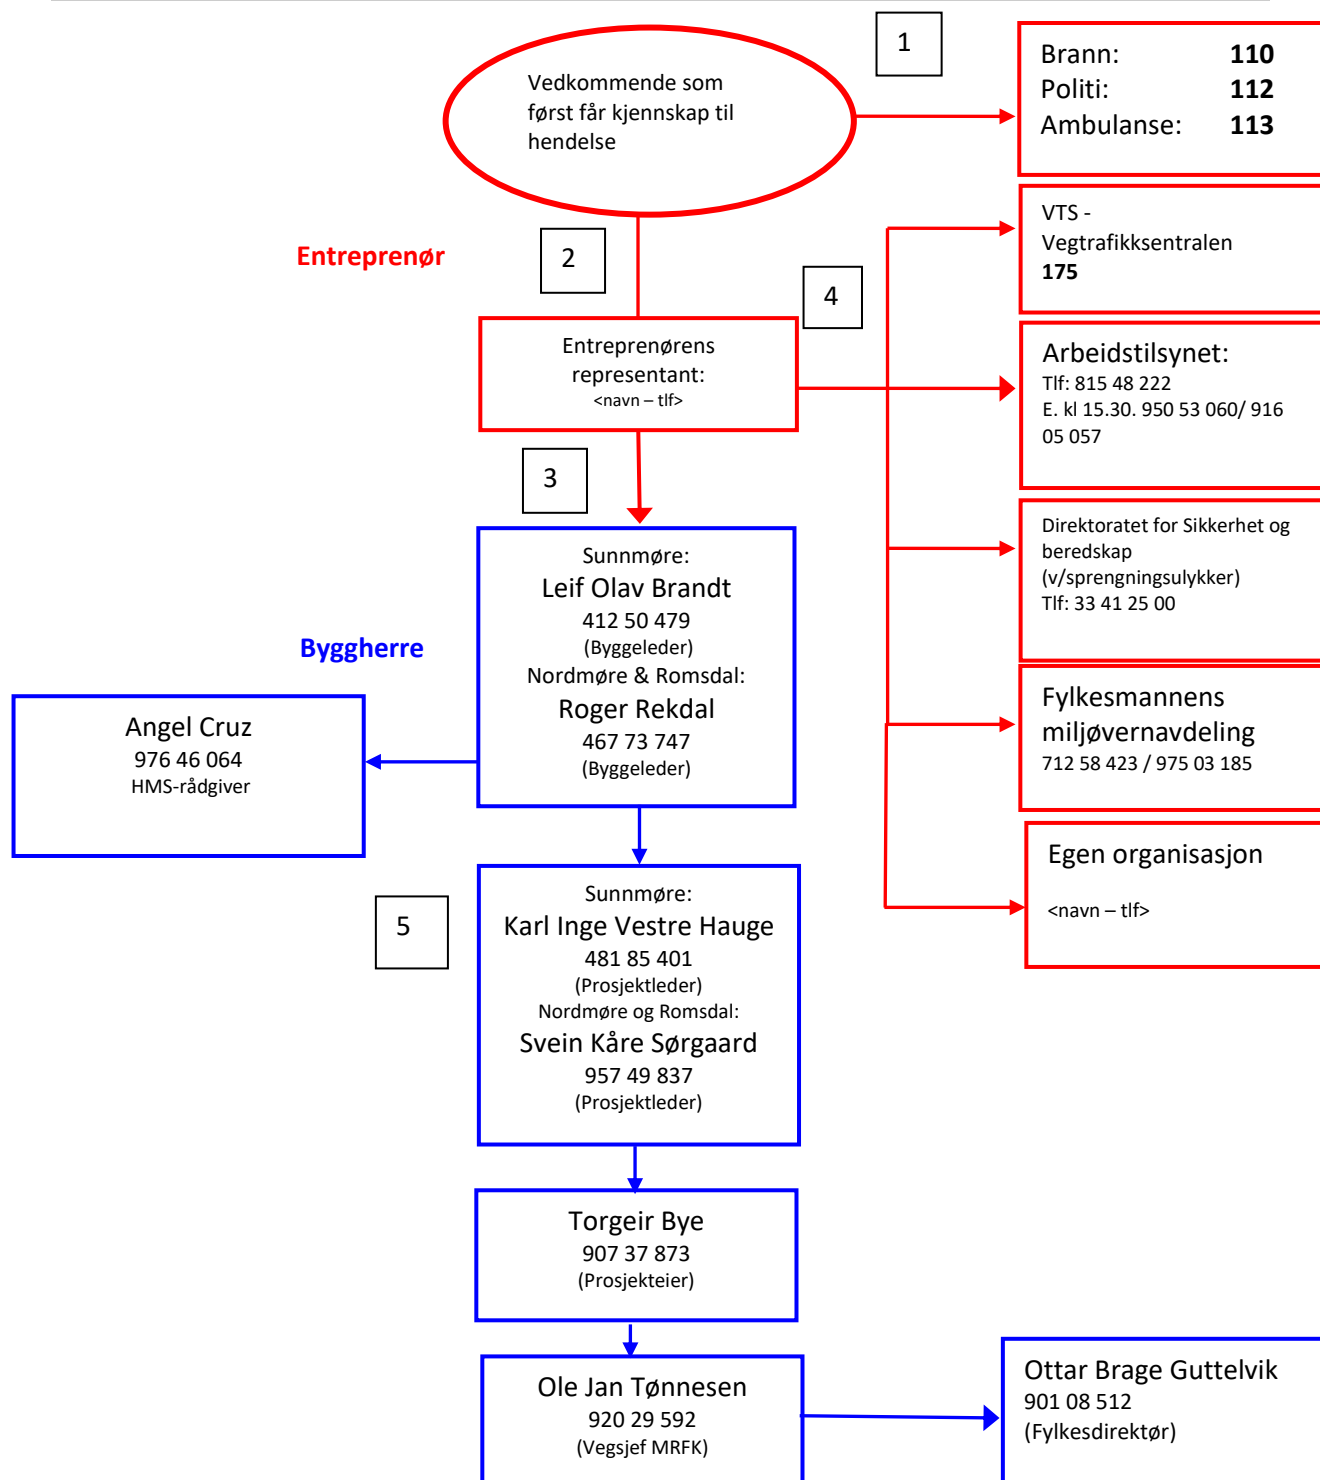 1
Brann: 110
Politi: 112
Ambulanse: 113
Vedkommende som
først får kjennskap til
hendelse
VTS -
Vegtrafikksentralen
175
Entreprenør
2
4
Entreprenørens
representant:
<navn – tlf>
Arbeidstilsynet:
Tlf: 815 48 222
E. kl 15.30. 950 53 060/ 916
05 057
3
Direktoratet for Sikkerhet og
beredskap
(v/sprengningsulykker)
Tlf: 33 41 25 00
Sunnmøre:
Leif Olav Brandt
412 50 479
(Byggeleder)
Nordmøre & Romsdal:
Roger Rekdal
467 73 747
(Byggeleder)
Byggherre
Angel Cruz
976 46 064
HMS-rådgiver
Fylkesmannens
miljøvernavdeling
712 58 423 / 975 03 185
Egen organisasjon
<navn – tlf>
5
Sunnmøre:
Karl Inge Vestre Hauge
481 85 401
(Prosjektleder)
Nordmøre og Romsdal:
Svein Kåre Sørgaard
957 49 837
(Prosjektleder)
Torgeir Bye
907 37 873
(Prosjekteier)
Ole Jan Tønnesen
920 29 592
(Vegsjef MRFK)
Ottar Brage Guttelvik
901 08 512
(Fylkesdirektør)